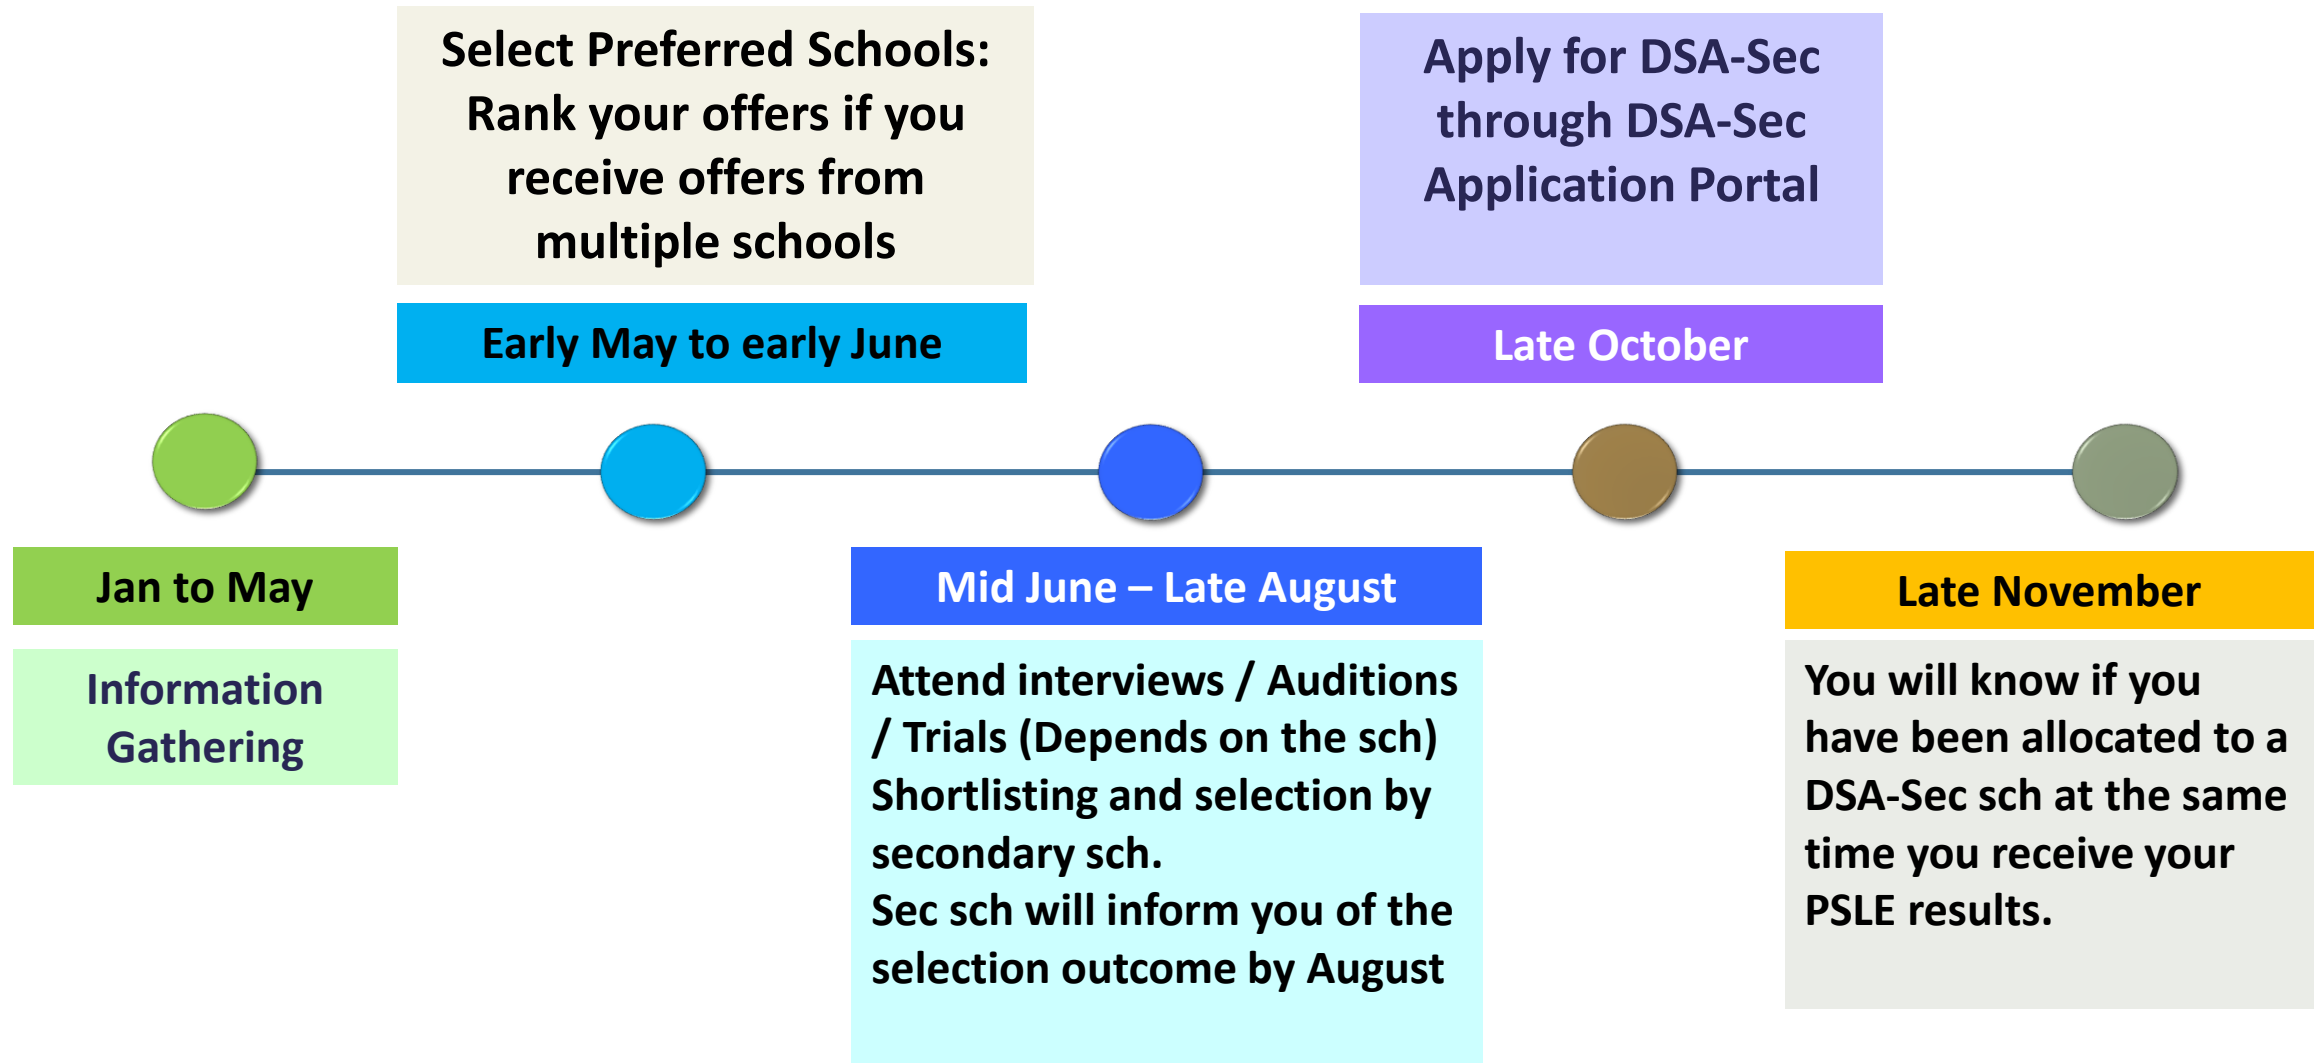 Select Preferred Schools:
Rank your offers if you
receive offers from
multiple schools
Apply for DSA-Sec
through DSA-Sec
Application Portal
Early May to early June
Late October
Jan to May
Information
Gathering
Mid June – Late August
Attend interviews / Auditions
/ Trials (Depends on the sch)
Shortlisting and selection by
secondary sch.
Sec sch will inform you of the
selection outcome by August
Late November
You will know if you
have been allocated to a
DSA-Sec sch at the same
time you receive your
PSLE results.